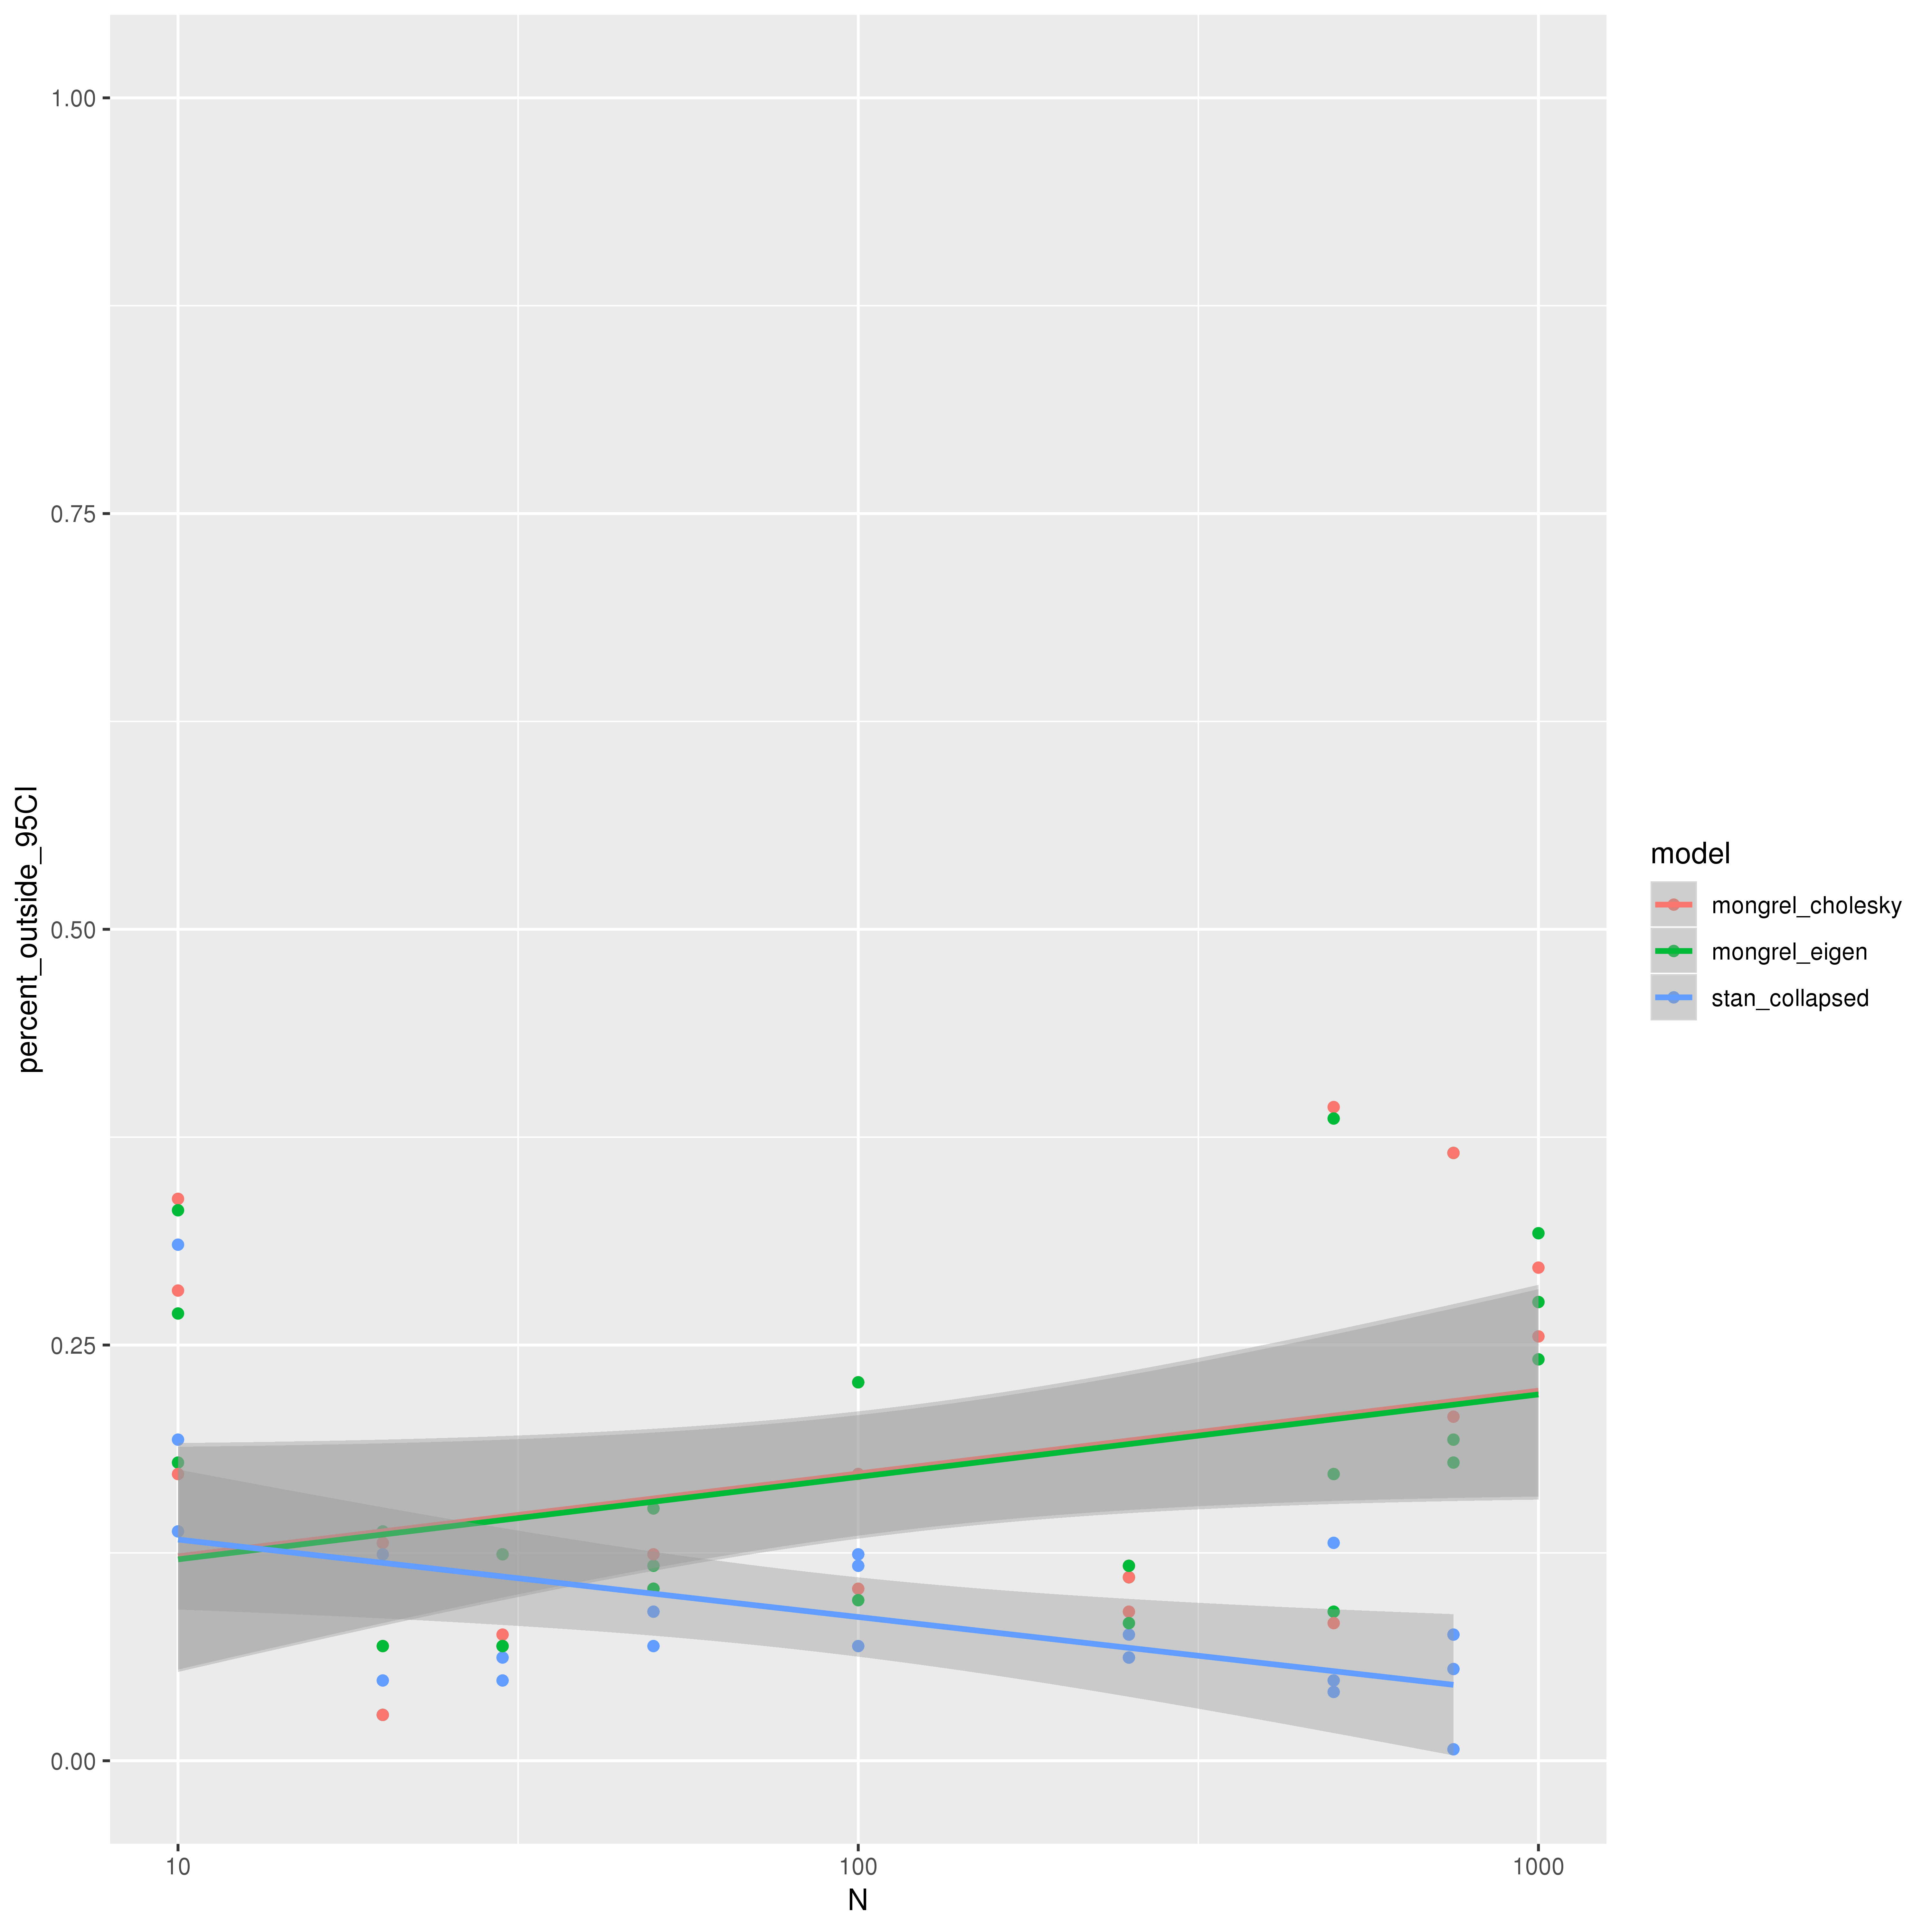 1.00
0.75
0.50
0.25
0.00
percent_outside_95CI
10
100
1000
N
model
mongrel_cholesky
mongrel_eigen
stan_collapsed